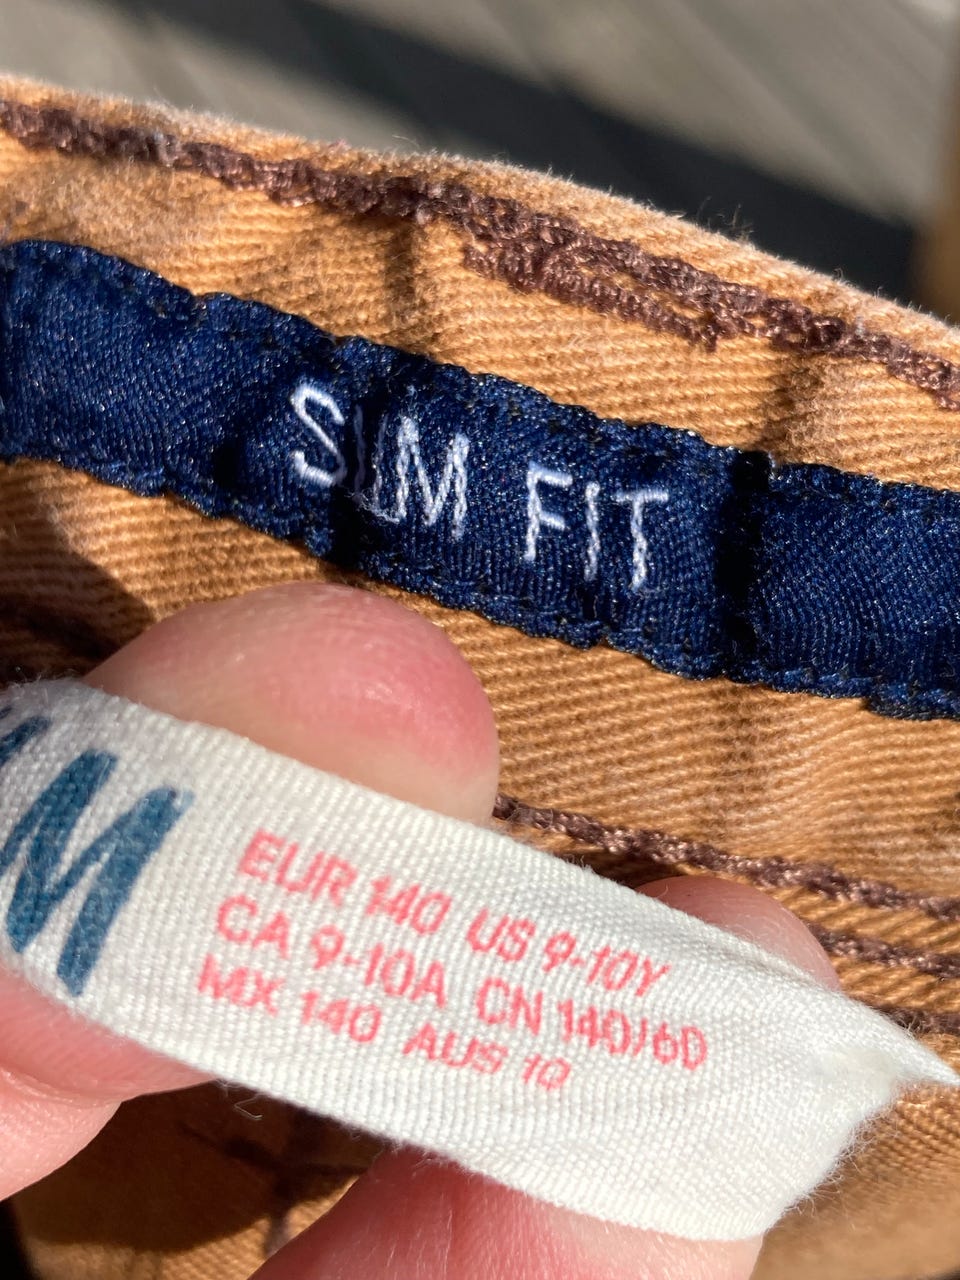 SLIM FIT
M
EUR 140 US 9-10Y
CA 9-10A CN 140/60
MX 140 AUS 10